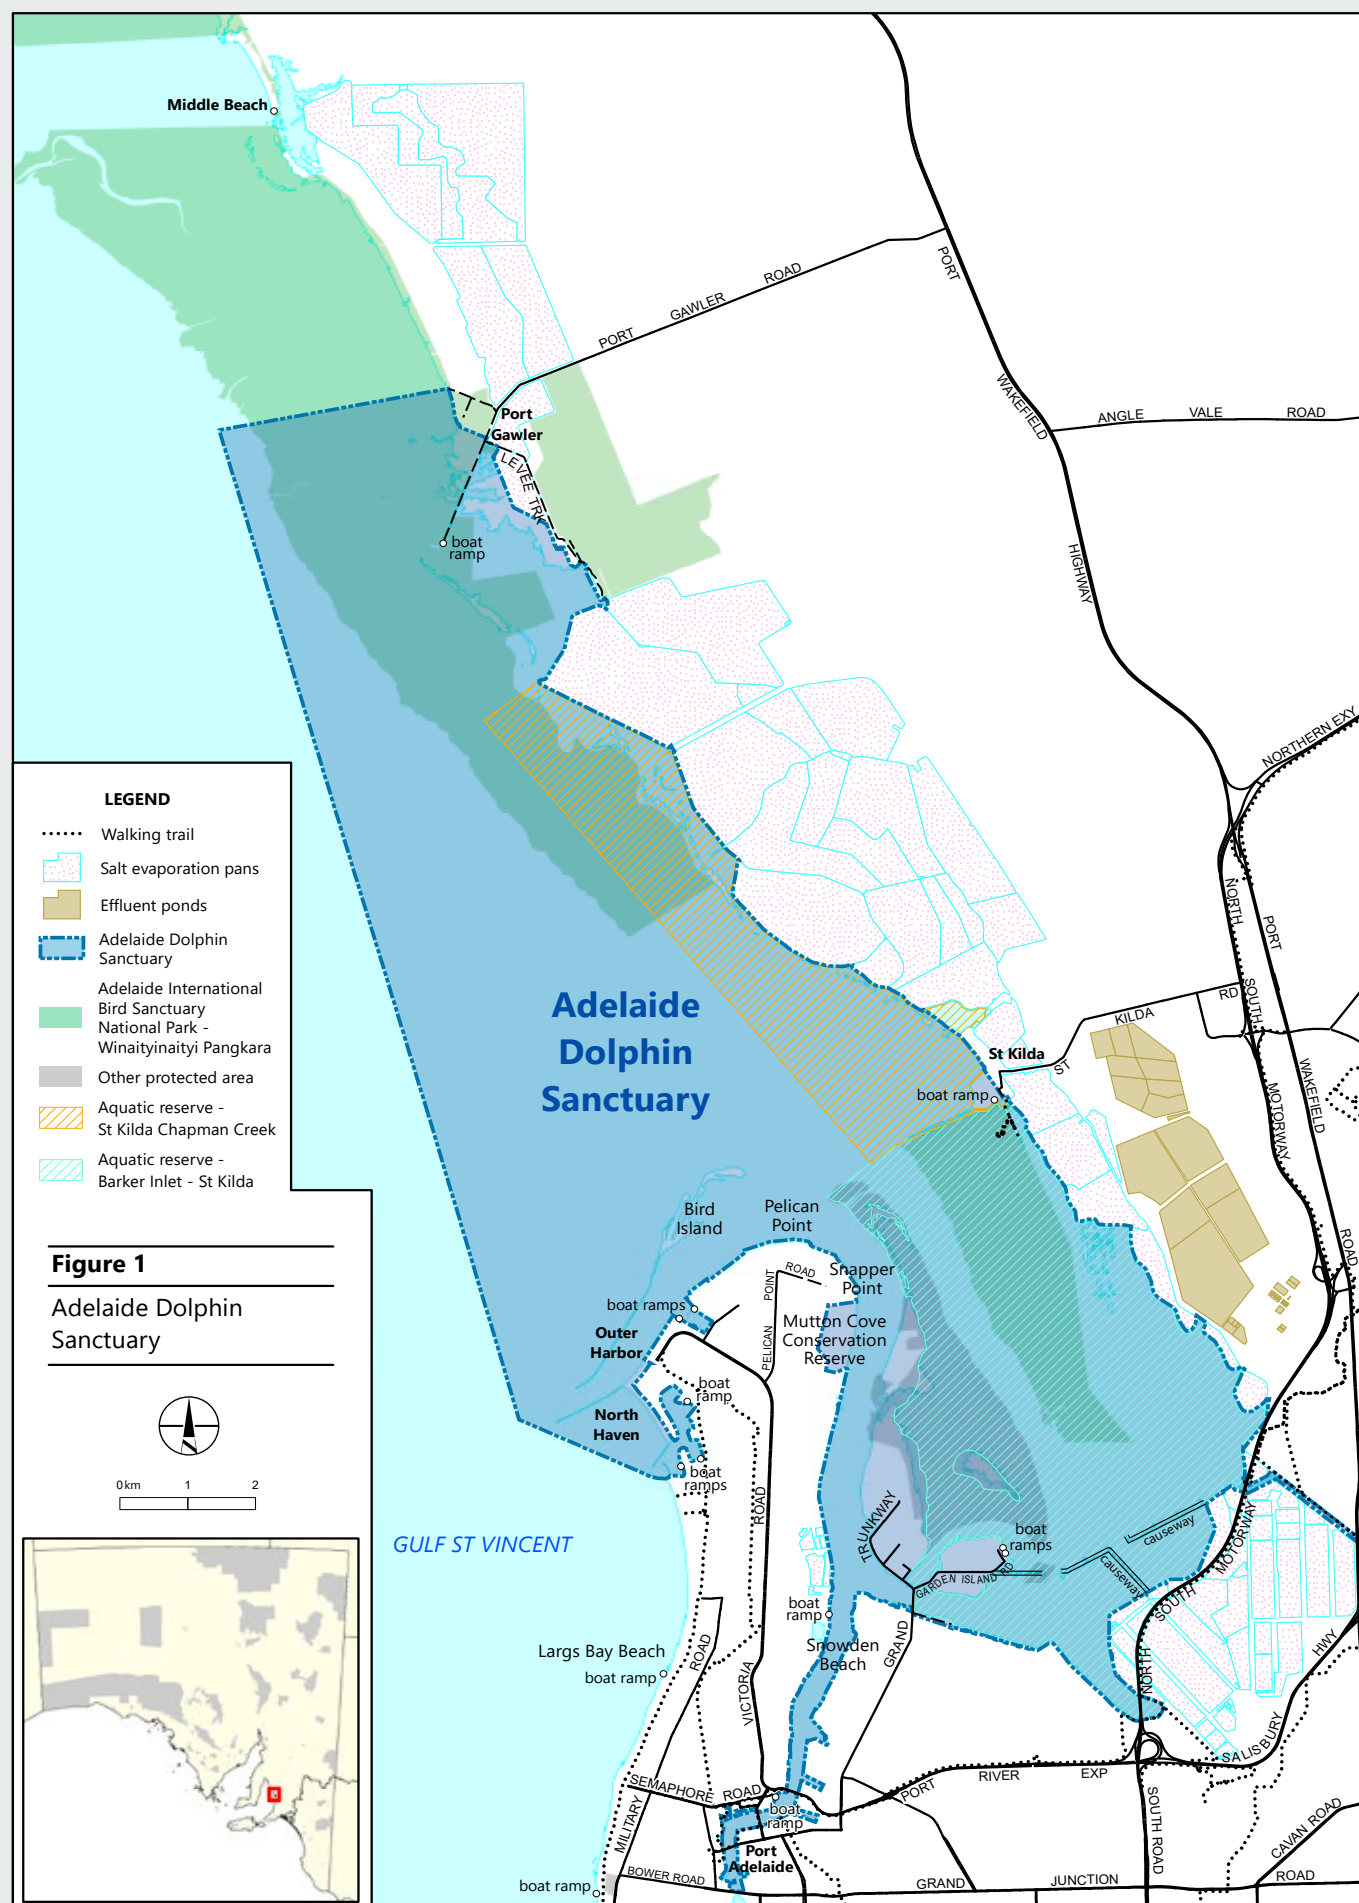 Middle Beach
PORT
GAWLER
ROAD
PORT
WAKEFIELD
HIGHWAY
ANGLE
VALE
ROAD
Port
Gawler
LEVEE TRK
boat
ramp
NORTHERN EXY
LEGEND
Walking trail
Salt evaporation pans
Effluent ponds
Adelaide Dolphin
Sanctuary
Adelaide International
Bird Sanctuary
National Park -
Winaityinaityi Pangkara
Other protected area
Aquatic reserve -
St Kilda Chapman Creek
Aquatic reserve -
Barker Inlet - St Kilda
Figure 1
Adelaide Dolphin
Sanctuary
N
0 km
1
2
Adelaide
Dolphin
Sanctuary
NORTH
SOUTH
MOTORWAY
PORT
WAKEFIELD
ROAD
ST
KILDA
RD
St Kilda
boat ramp
Bird
Island
Pelican
Point
Snapper
Point
PELICAN
POINT
ROAD
boat ramps
Outer
Harbor
Mutton Cove
Conservation
Reserve
boat
ramp
North
Haven
boat
ramps
GULF ST VINCENT
ROAD
VICTORIA
TRUNKWAY
GARDEN ISLAND RD
boat
ramps
causeway
causeway
NORTH
SOUTH
MOTORWAY
boat
ramp
Snowden
Beach
GRAND
Largs Bay Beach
boat ramp
ROAD
MILITARY
SEMAPHORE
ROAD
boat
ramp
Port
Adelaide
PORT
RIVER
EXP
SALISBURY
HWY
SOUTH ROAD
CAVAN ROAD
boat ramp
BOWER ROAD
GRAND
JUNCTION
ROAD